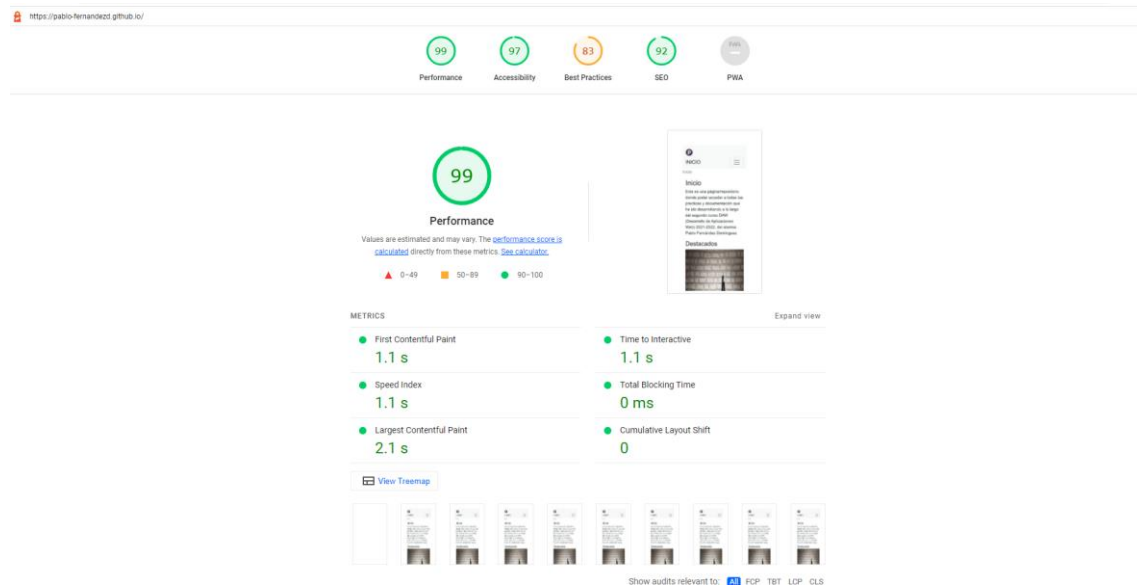 https://pablo-fernandezd.github.io/
99
97
83
92
PWA
Performance
Accessibility
Best Practices
SEO
PWA
99
Performance
Values are estimated and may vary. The performance score is
calculated directly from these metrics. See calculator.
0–49
50–89
90–100
INICIO
Inicio
Destacados
METRICS
Expand view
First Contentful Paint
1.1 s
Time to Interactive
1.1 s
Speed Index
1.1 s
Total Blocking Time
0 ms
Largest Contentful Paint
2.1 s
Cumulative Layout Shift
0
View Treemap
Show audits relevant to: All FCP TBT LCP CLS